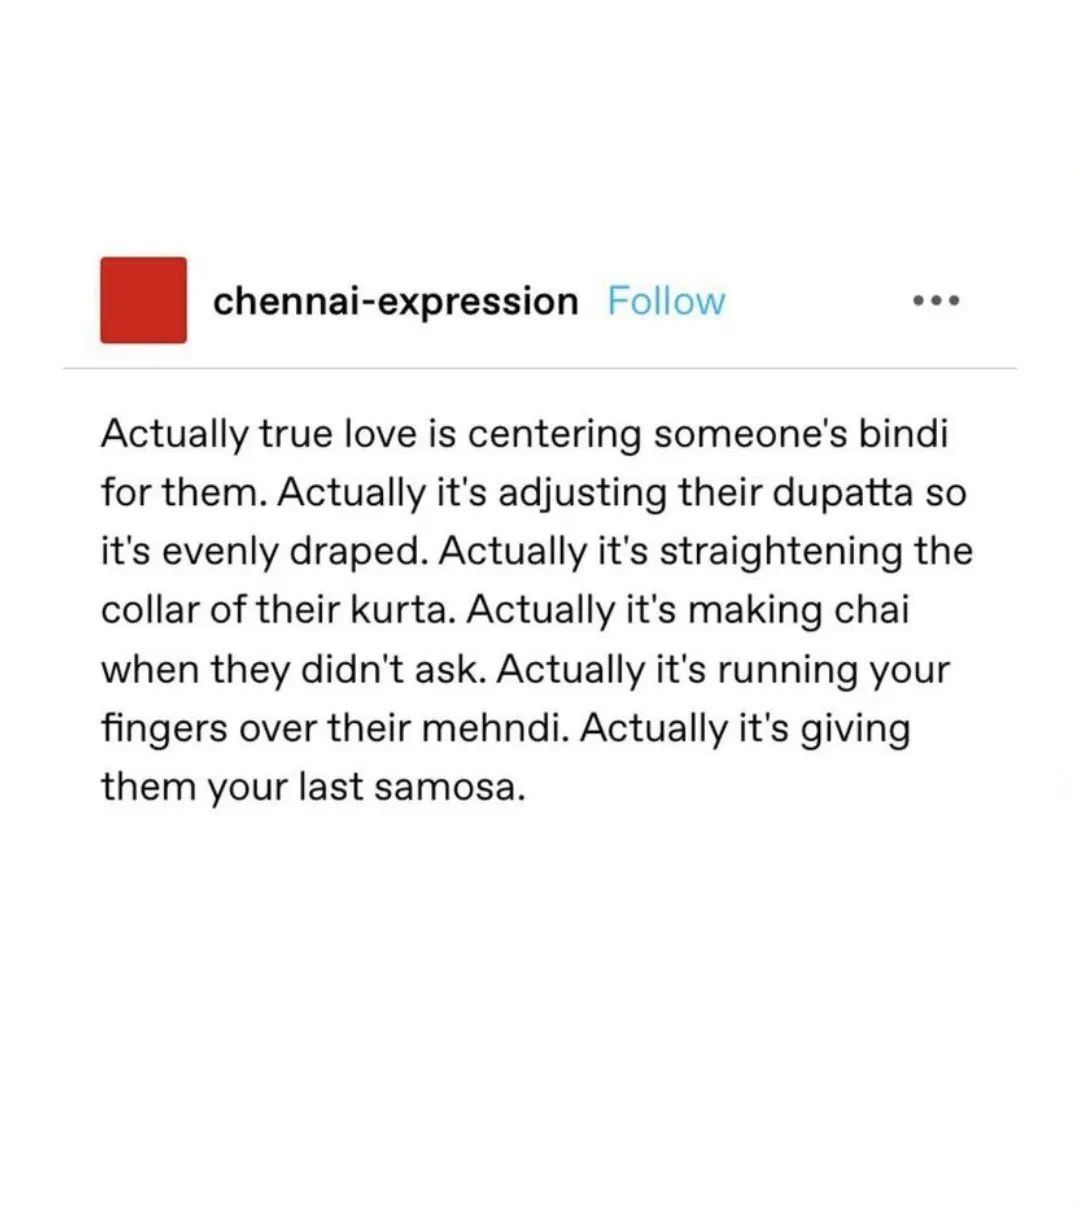 chennai-expression Follow
Actually true love is centering someone's bindi
for them. Actually it's adjusting their dupatta so
it's evenly draped. Actually it's straightening the
collar of their kurta. Actually it's making chai
when they didn't ask. Actually it's running your
fingers over their mehndi. Actually it's giving
them your last samosa.